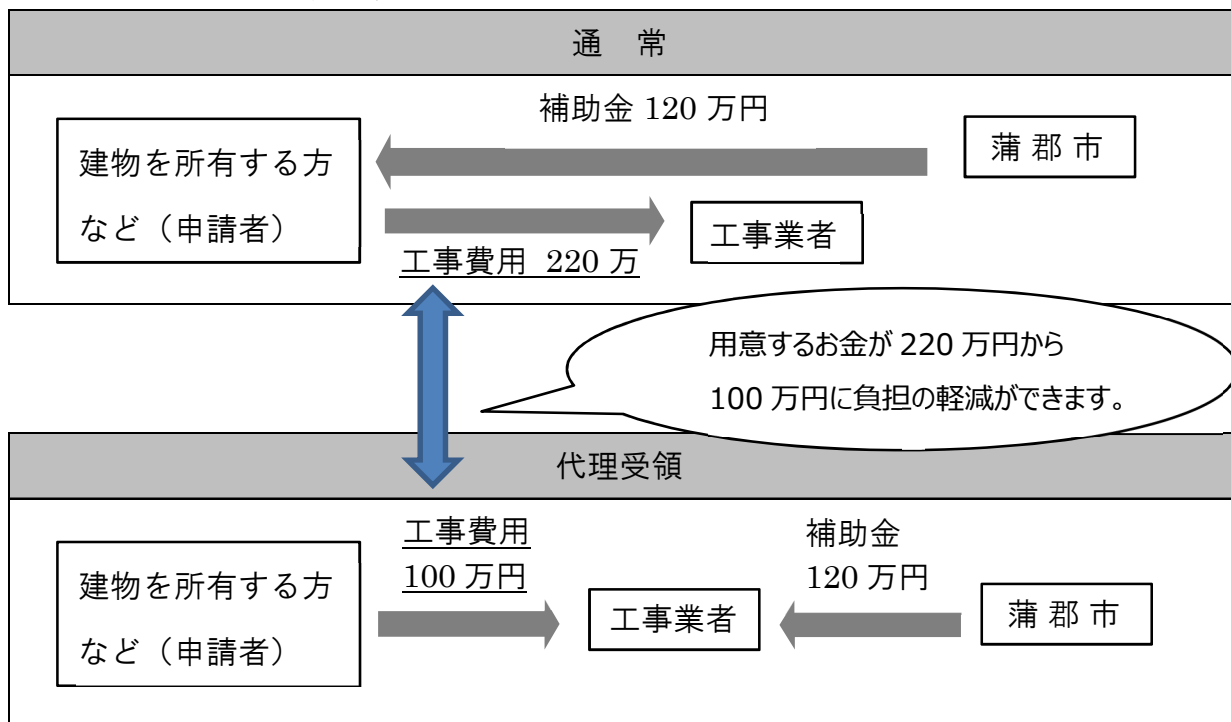 通　常
補助金 120 万円
建物を所有する方
など（申請者）
蒲 郡 市
工事業者
工事費用 220 万
用意するお金が 220 万円から
100 万円に負担の軽減ができます。
代理受領
建物を所有する方
など（申請者）
工事費用
100 万円
工事業者
補助金
120 万円
蒲 郡 市